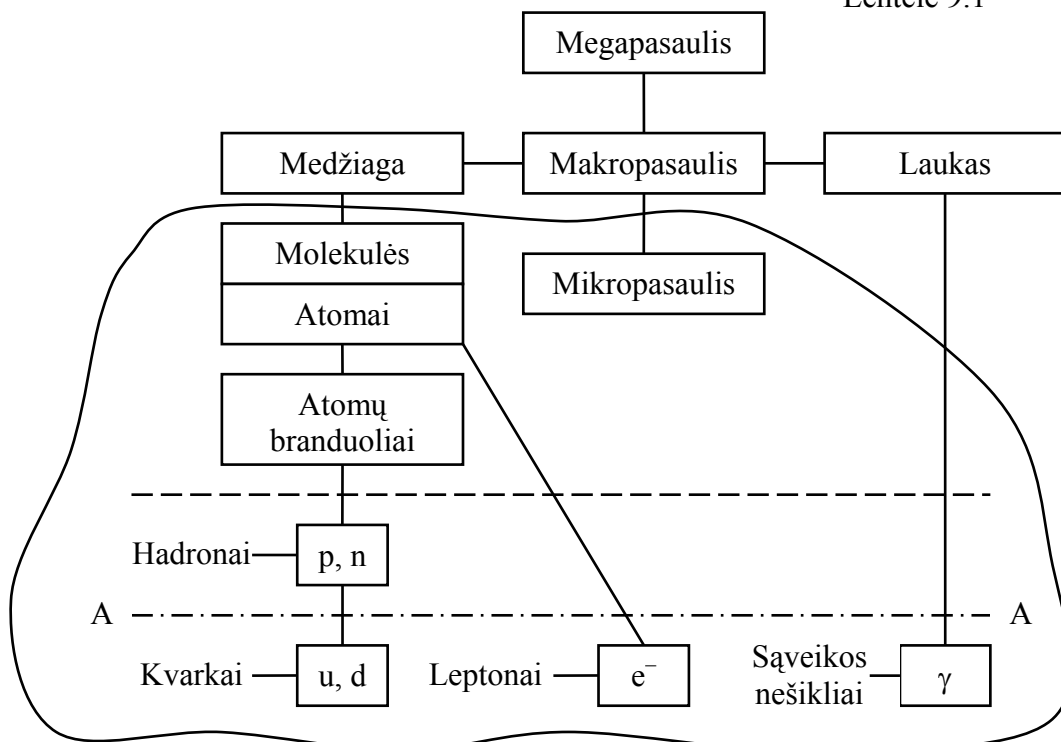 Lentelė 9.1
Megapasaulis
Medžiaga
Makropasaulis
Laukas
Molekulės
Mikropasaulis
Atomai
Atomų
branduoliai
Hadronai
p, n
A
A
Kvarkai
u, d
Leptonai
e⁻
Sąveikos
nešikliai
γ